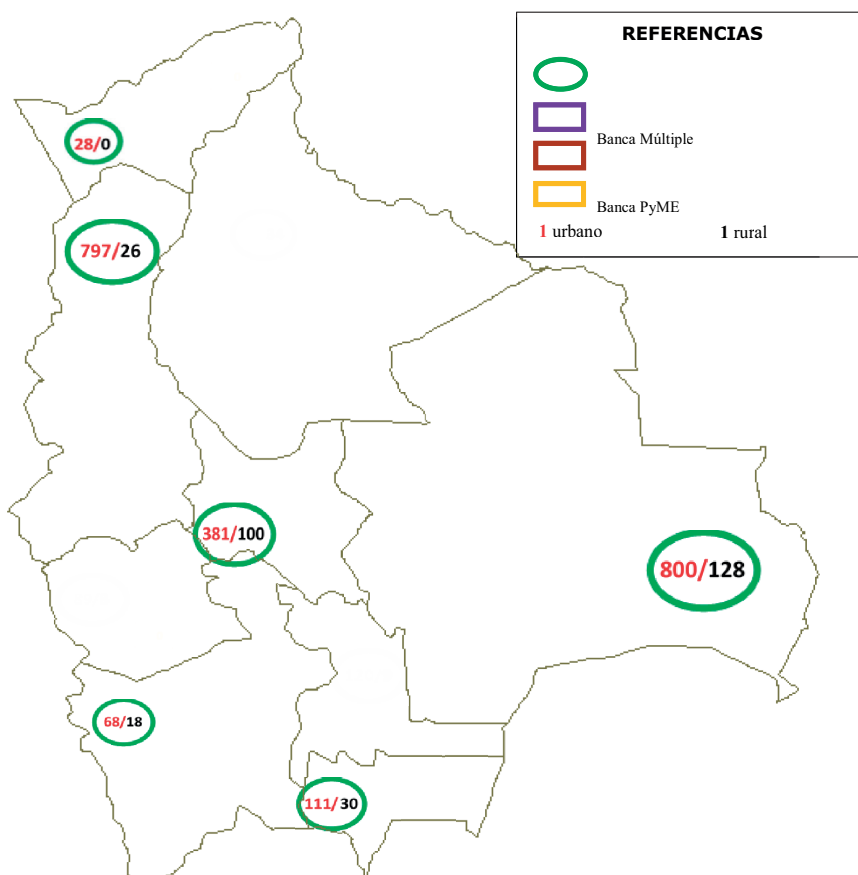 REFERENCIAS
Banca Múltiple
Banca PyME
1 urbano 1 rural
28/0
797/26
381/100
800/128
68/18
111/30